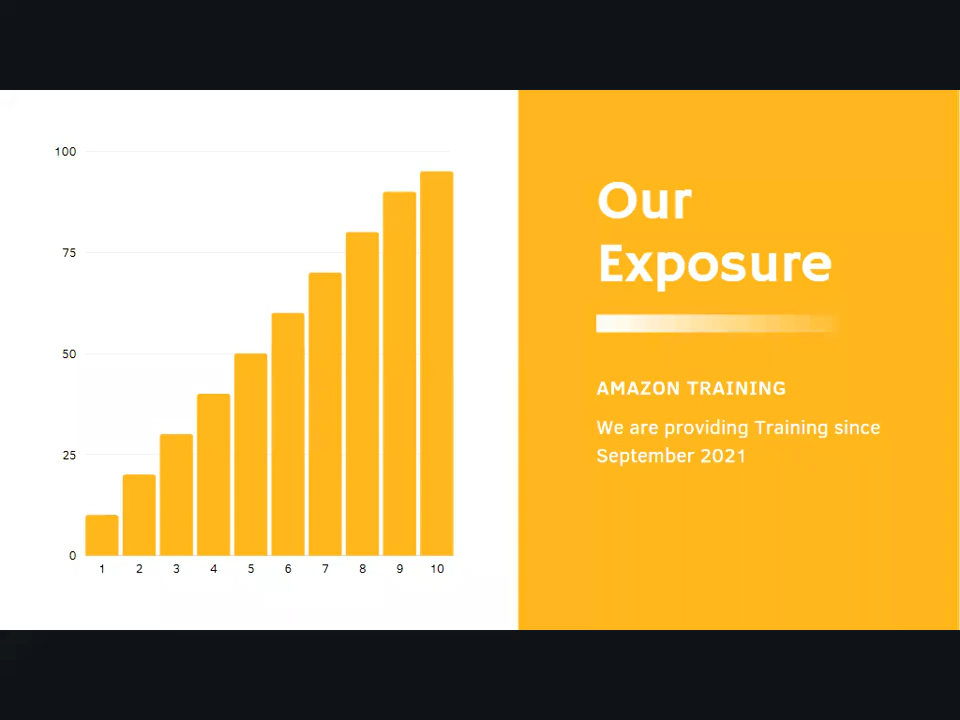 100
75
50
25
0
1 2 3 4 5 6 7 8 9 10
Our
Exposure
AMAZON TRAINING
We are providing Training since
September 2021